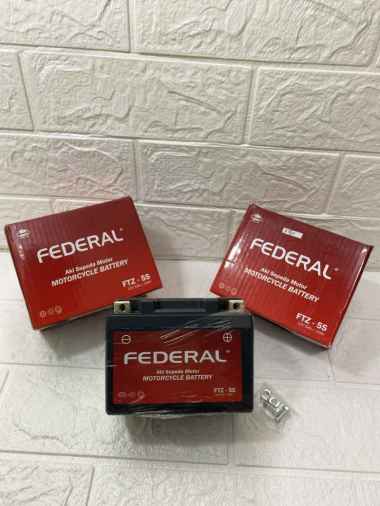 FEDERAL
Aki Sepeda Motor
MOTORCYCLE BATTERY
FTZ - 5S
FEDERAL
Aki Sepeda Motor
MOTORCYCLE BATTERY
FTZ - 5S
FEDERAL
Aki Sepeda Motor
MOTORCYCLE BATTERY
FTZ - 5S